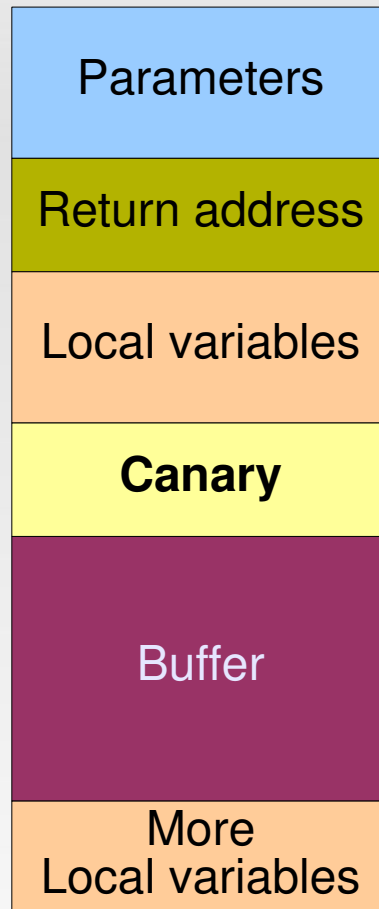 Parameters
Return address
Local variables
Canary
Buffer
More
Local variables